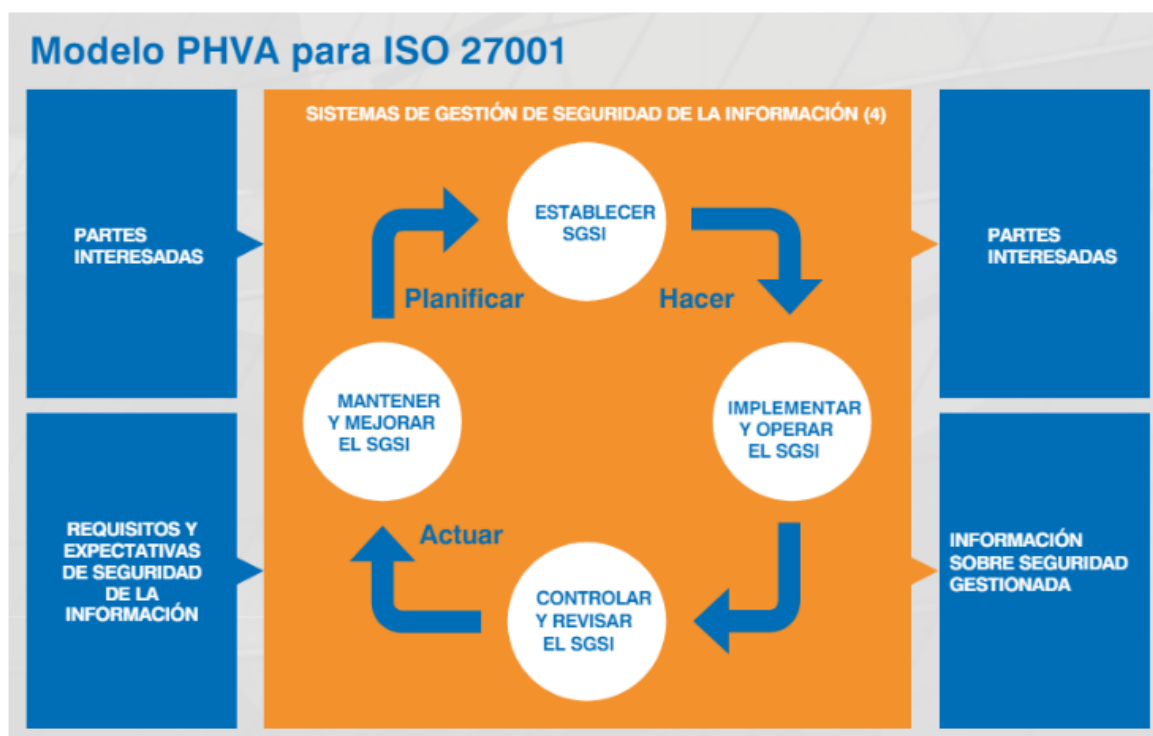 Modelo PHVA para ISO 27001
PARTES
INTERESADAS
REQUISITOS Y
EXPECTATIVAS
DE SEGURIDAD
DE LA
INFORMACIÓN
SISTEMAS DE GESTIÓN DE SEGURIDAD DE LA INFORMACIÓN (4)
ESTABLECER
SGSI
Planificar
Hacer
MANTENER
Y MEJORAR
EL SGSI
IMPLEMENTAR
Y OPERAR
EL SGSI
Actuar
CONTROLAR
Y REVISAR
EL SGSI
PARTES
INTERESADAS
INFORMACIÓN
SOBRE SEGURIDAD
GESTIONADA